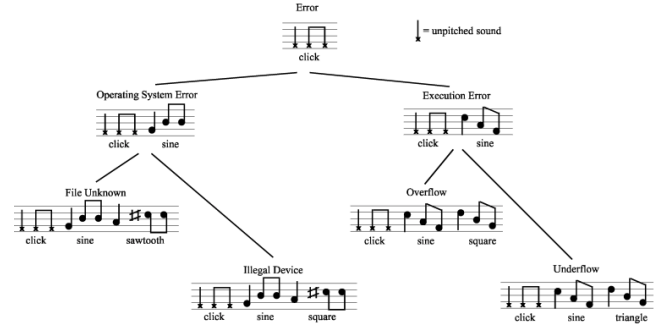 Error
= unpitched sound
click
Operating System Error
Execution Error
click sine
click sine
File Unknown
Overflow
click sine sawtooth
click sine square
Illegal Device
Underflow
click sine square
click sine triangle